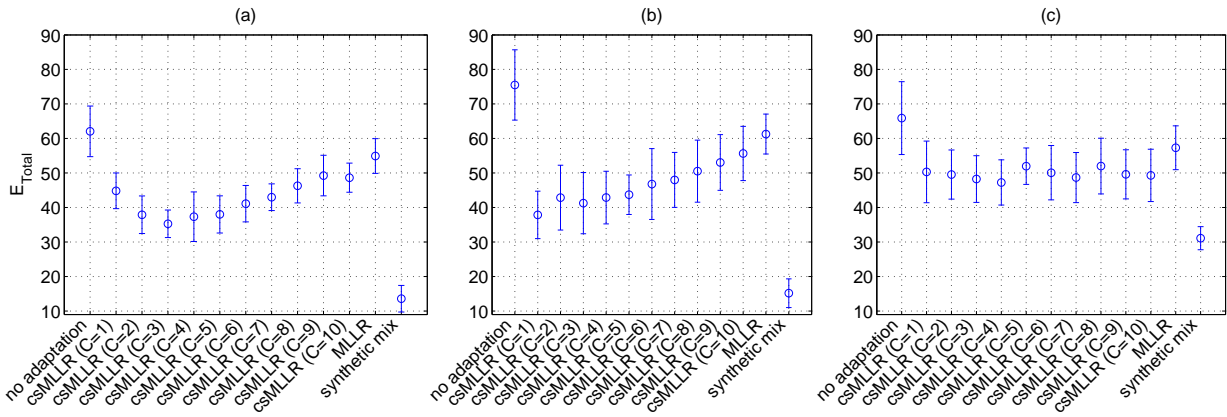 (a)
90
80
70
60
50
40
30
20
10
E_Total
no adaptation
csMLLR (C=1)
csMLLR (C=2)
csMLLR (C=3)
csMLLR (C=4)
csMLLR (C=5)
csMLLR (C=6)
csMLLR (C=7)
csMLLR (C=8)
csMLLR (C=9)
csMLLR (C=10)
MLLR
synthetic mix
(b)
90
80
70
60
50
40
30
20
10
no adaptation
csMLLR (C=1)
csMLLR (C=2)
csMLLR (C=3)
csMLLR (C=4)
csMLLR (C=5)
csMLLR (C=6)
csMLLR (C=7)
csMLLR (C=8)
csMLLR (C=9)
csMLLR (C=10)
MLLR
synthetic mix
(c)
90
80
70
60
50
40
30
20
10
no adaptation
csMLLR (C=1)
csMLLR (C=2)
csMLLR (C=3)
csMLLR (C=4)
csMLLR (C=5)
csMLLR (C=6)
csMLLR (C=7)
csMLLR (C=8)
csMLLR (C=9)
csMLLR (C=10)
MLLR
synthetic mix